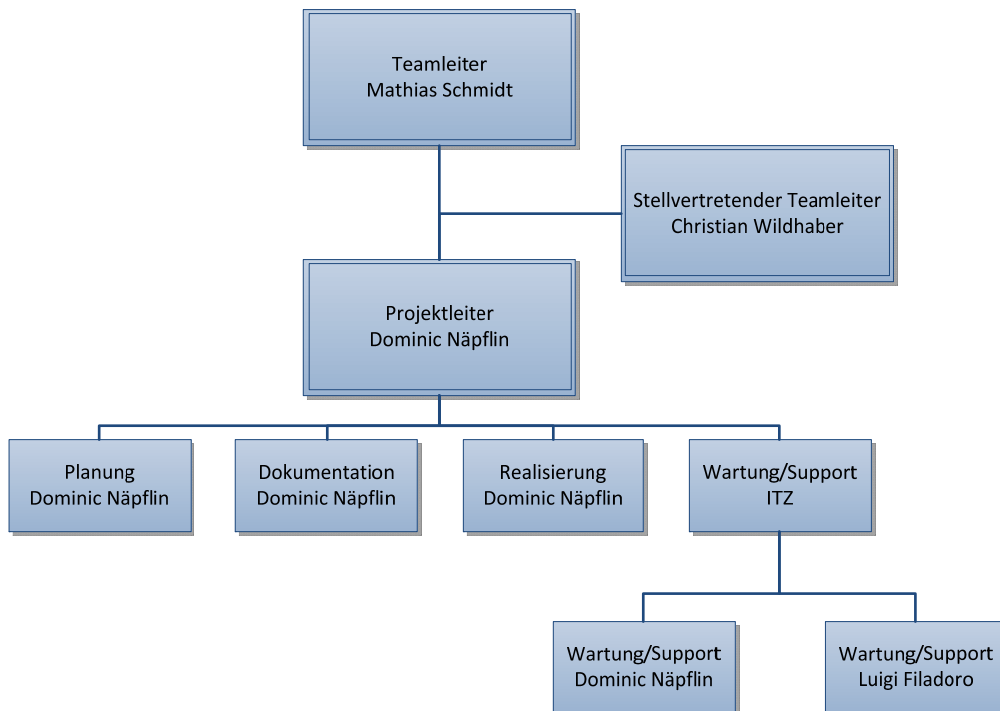 Teamleiter
Mathias Schmidt
Stellvertretender Teamleiter
Christian Wildhaber
Projektleiter
Dominic Näpflin
Planung
Dominic Näpflin
Dokumentation
Dominic Näpflin
Realisierung
Dominic Näpflin
Wartung/Support
ITZ
Wartung/Support
Dominic Näpflin
Wartung/Support
Luigi Filadoro